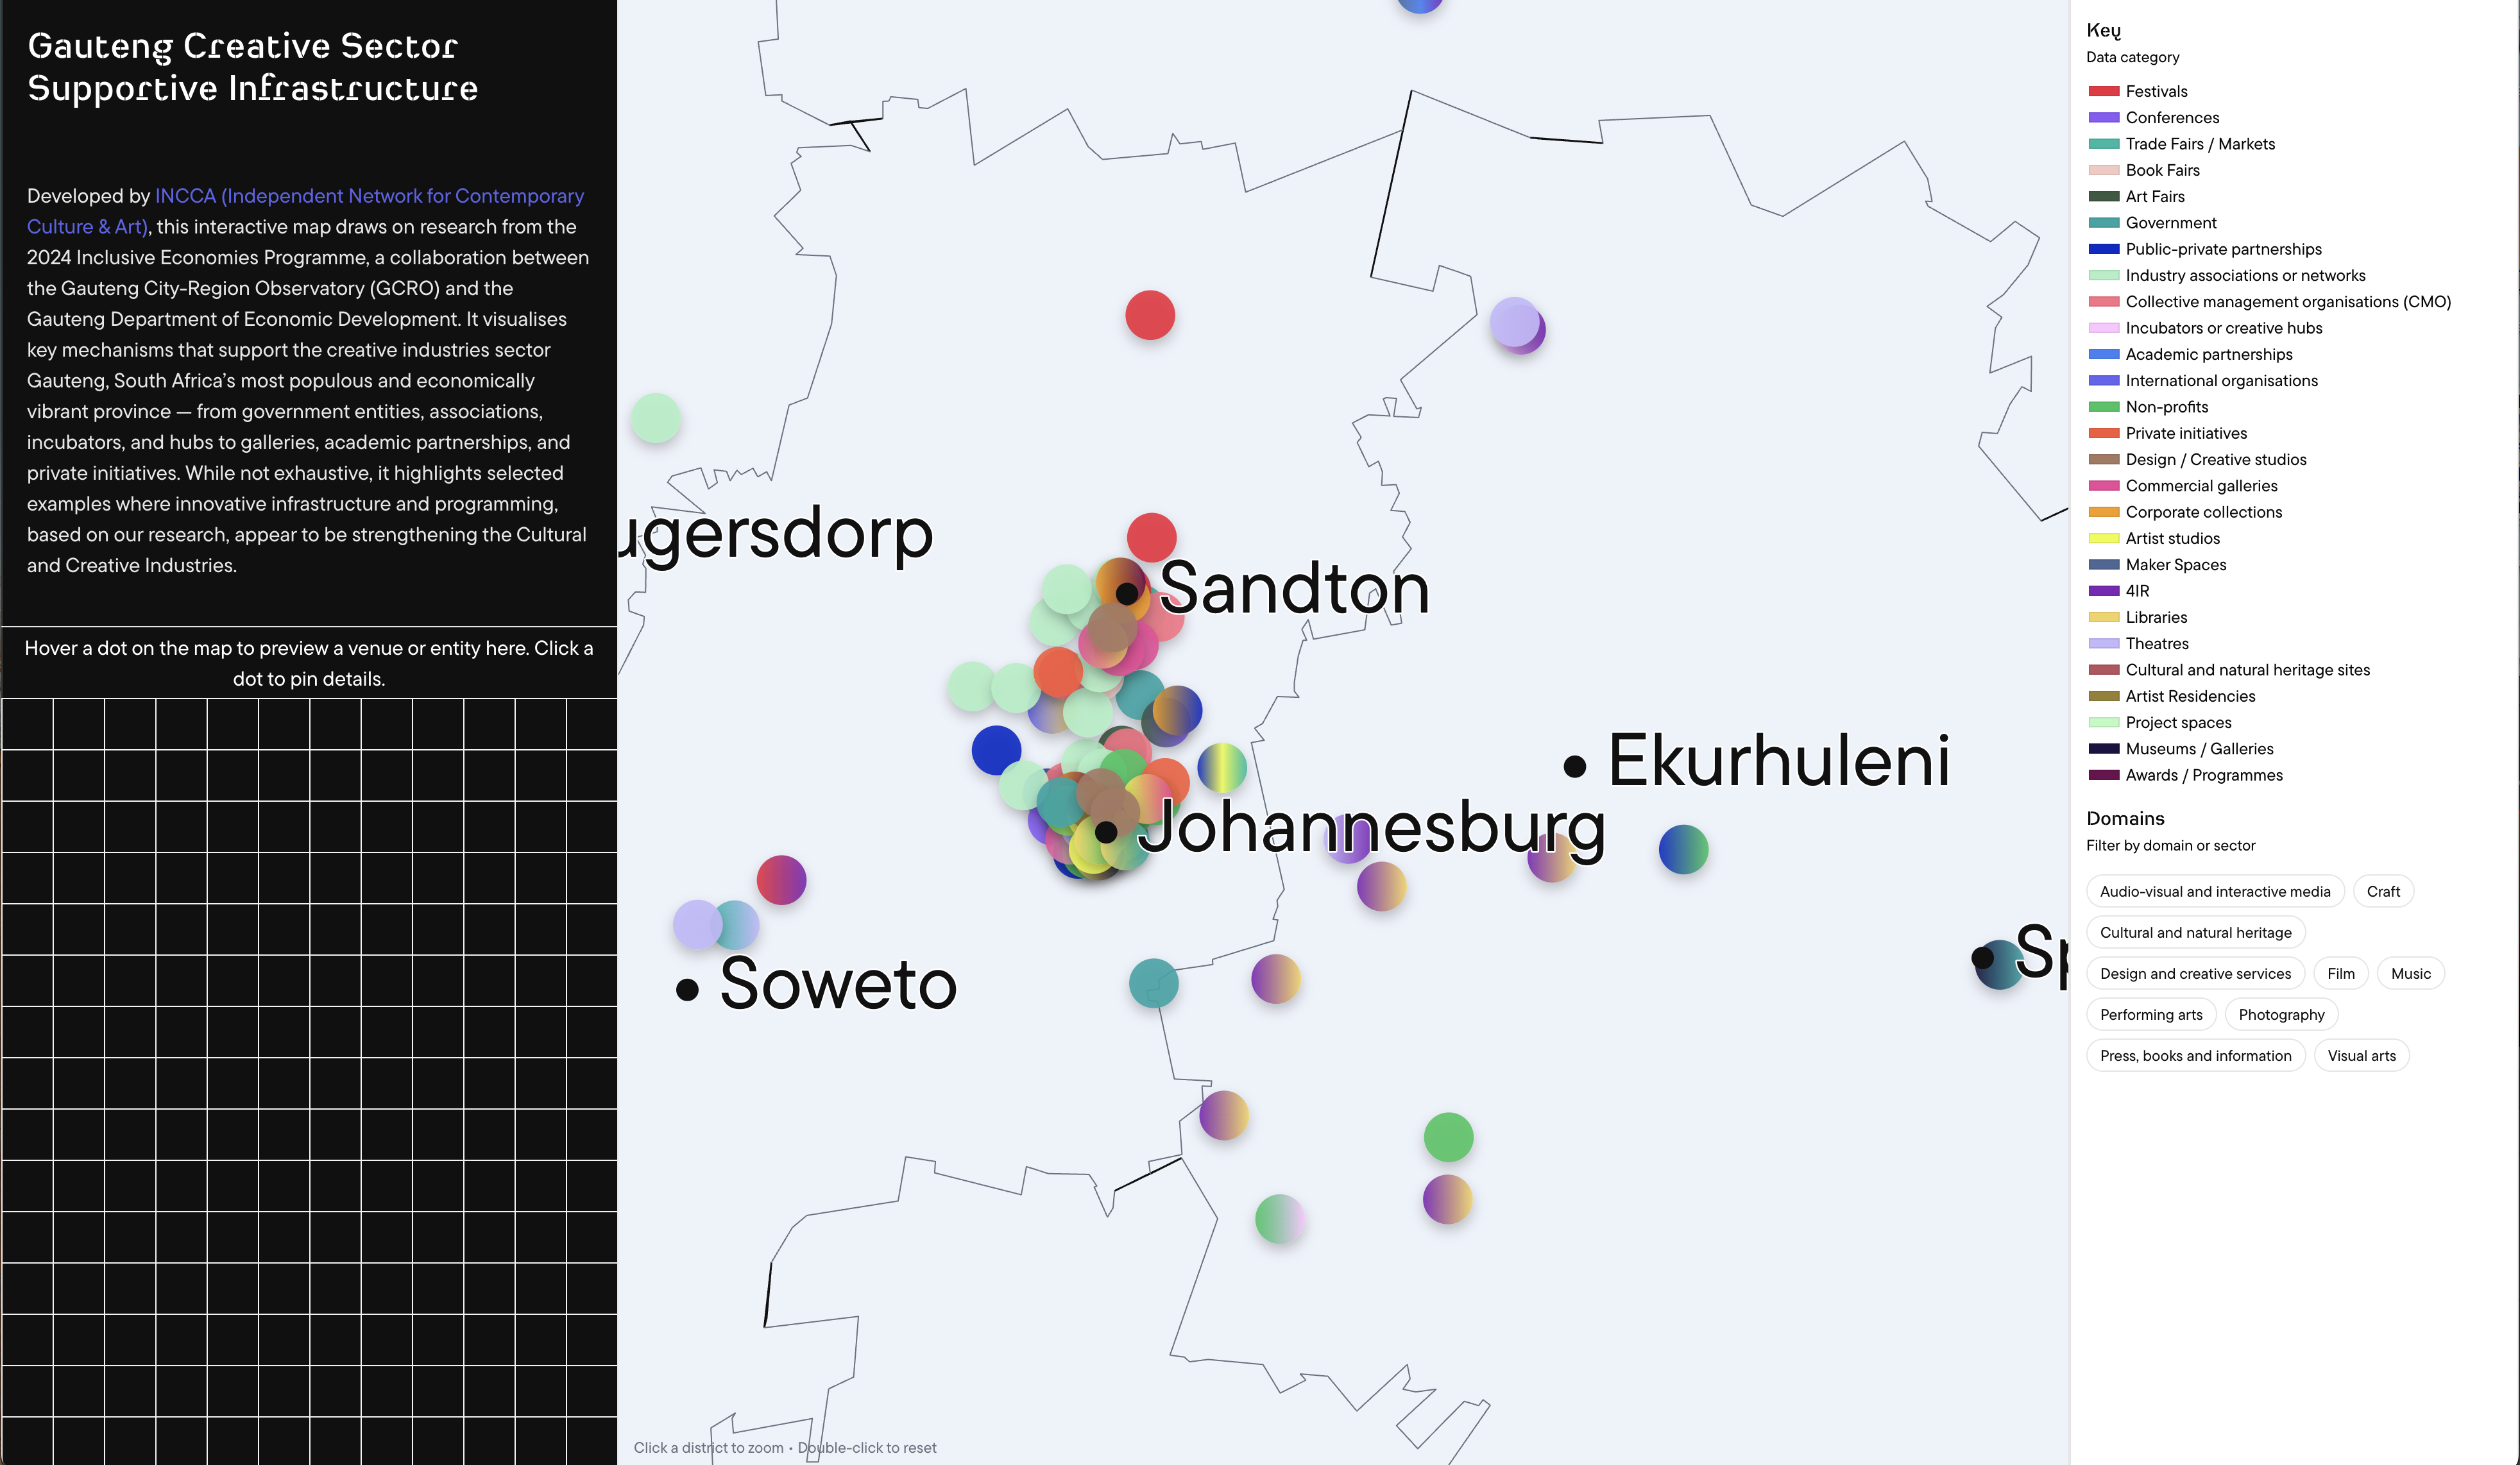 Gauteng Creative Sector
Supportive Infrastructure
Developed by INCCA (Independent Network for Contemporary
Culture & Art), this interactive map draws on research from the
2024 Inclusive Economies Programme, a collaboration between
the Gauteng City-Region Observatory (GCRO) and the
Gauteng Department of Economic Development. It visualises
key mechanisms that support the creative industries sector
Gauteng, South Africa’s most populous and economically
vibrant province — from government entities, associations,
incubators, and hubs to galleries, academic partnerships, and
private initiatives. While not exhaustive, it highlights selected
examples where innovative infrastructure and programming,
based on our research, appear to be strengthening the Cultural
and Creative Industries.
Hover a dot on the map to preview a venue or entity here. Click a
dot to pin details.
ugersdorp
Sandton
Ekurhuleni
Johannesburg
Soweto
Sp
Click a district to zoom • Double-click to reset
Key
Data category
Festivals
Conferences
Trade Fairs / Markets
Book Fairs
Art Fairs
Government
Public-private partnerships
Industry associations or networks
Collective management organisations (CMO)
Incubators or creative hubs
Academic partnerships
International organisations
Non-profits
Private initiatives
Design / Creative studios
Commercial galleries
Corporate collections
Artist studios
Maker Spaces
4IR
Libraries
Theatres
Cultural and natural heritage sites
Artist Residencies
Project spaces
Museums / Galleries
Awards / Programmes
Domains
Filter by domain or sector
Audio-visual and interactive media Craft
Cultural and natural heritage
Design and creative services Film Music
Performing arts Photography
Press, books and information Visual arts